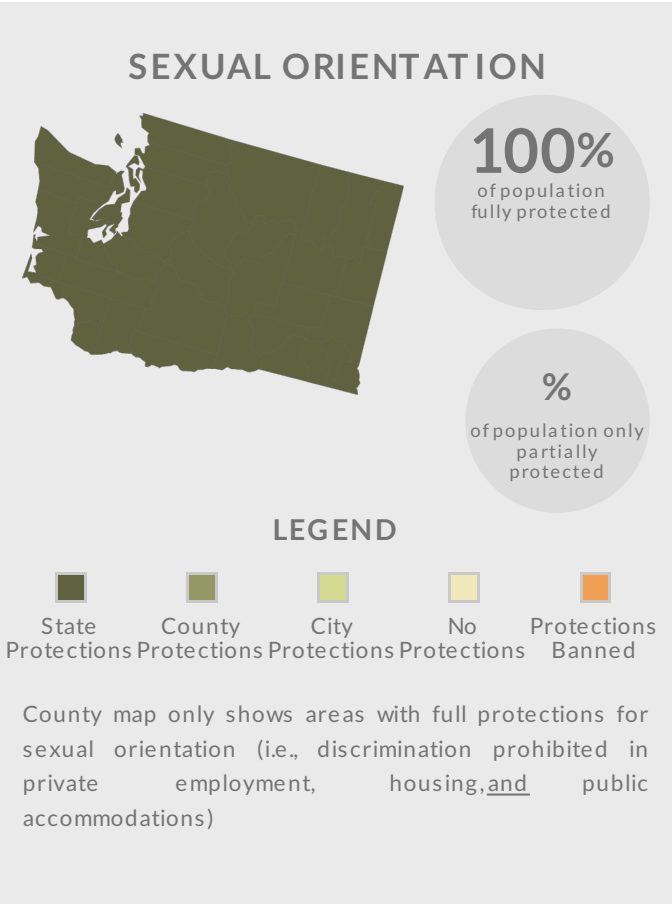 SEXUAL ORIENTATION
100%
of population
fully protected
%
of population only
partially
protected
LEGEND
State
Protections
County
Protections
City
Protections
No
Protections
Protections
Banned
County map only shows areas with full protections for
sexual orientation (i.e., discrimination prohibited in
private employment, housing,and public
accommodations)